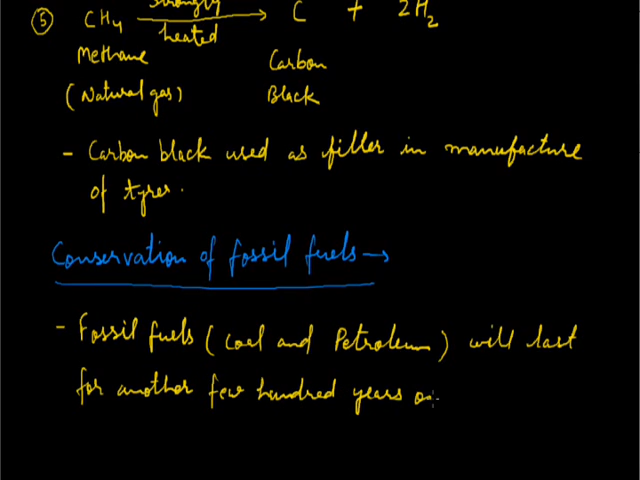 strongly
⑤ CH₄ ⟶ C + 2H₂
heated
Methane Carbon
(Natural gas) Black
- Carbon black used as filler in manufacture
of tyres.
Conservation of fossil fuels→
- Fossil fuels (Coal and Petroleum) will last
for another few hundred years